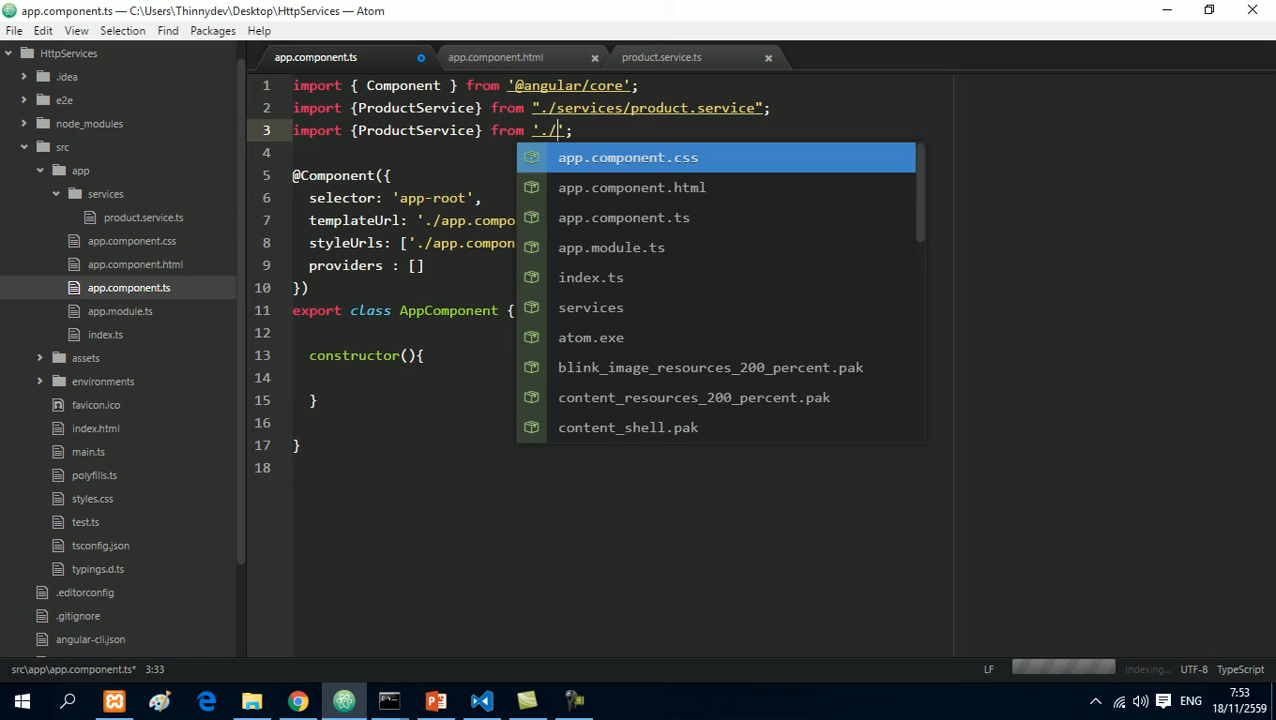 app.component.ts — C:\Users\Thinnydev\Desktop\HttpServices — Atom
File Edit View Selection Find Packages Help
HttpServices
.idea
e2e
node_modules
src
app
services
product.service.ts
app.component.css
app.component.html
app.component.ts
app.module.ts
index.ts
assets
environments
favicon.ico
index.html
main.ts
polyfills.ts
styles.css
test.ts
tsconfig.json
typings.d.ts
.editorconfig
.gitignore
angular-cli.json
app.component.ts app.component.html product.service.ts
1 import { Component } from '@angular/core';
2 import {ProductService} from "./services/product.service";
3 import {ProductService} from './';
4
5 @Component({
6 selector: 'app-root',
7 templateUrl: './app.compo
8 styleUrls: ['./app.compon
9 providers : []
10 })
11 export class AppComponent {
12
13 constructor(){
14
15 }
16
17 }
18
app.component.css
app.component.html
app.component.ts
app.module.ts
index.ts
services
atom.exe
blink_image_resources_200_percent.pak
content_resources_200_percent.pak
content_shell.pak
src\app\app.component.ts* 3:33 LF Indexing... UTF-8 TypeScript
7:53
18/11/2559